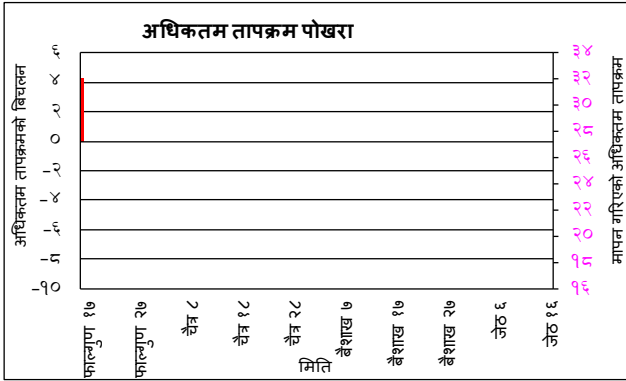 अधिकतम तापक्रम पोखरा
अधिकतम तापक्रमको बिचलन
६
४
२
०
-२
-४
-६
-८
-१०
३४
३२
३०
२८
२६
२४
२२
२०
१८
१६
मापन गरिएको अधिकतम तापक्रम
फाल्गुण १७
फाल्गुण २७
चैत्र ८
चैत्र १८
चैत्र २८
बैशाख ७
बैशाख १७
बैशाख २७
जेठ ६
जेठ १६
मिति